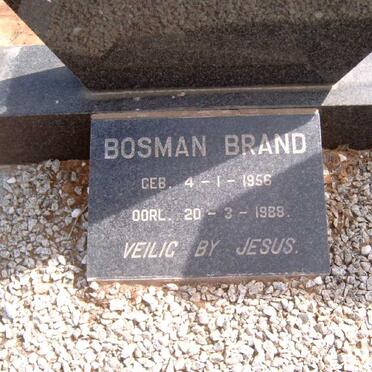 BOSMAN BRAND
GEB. 4-1-1956
OORL. 20-3-1988.
VEILIG BY JESUS.